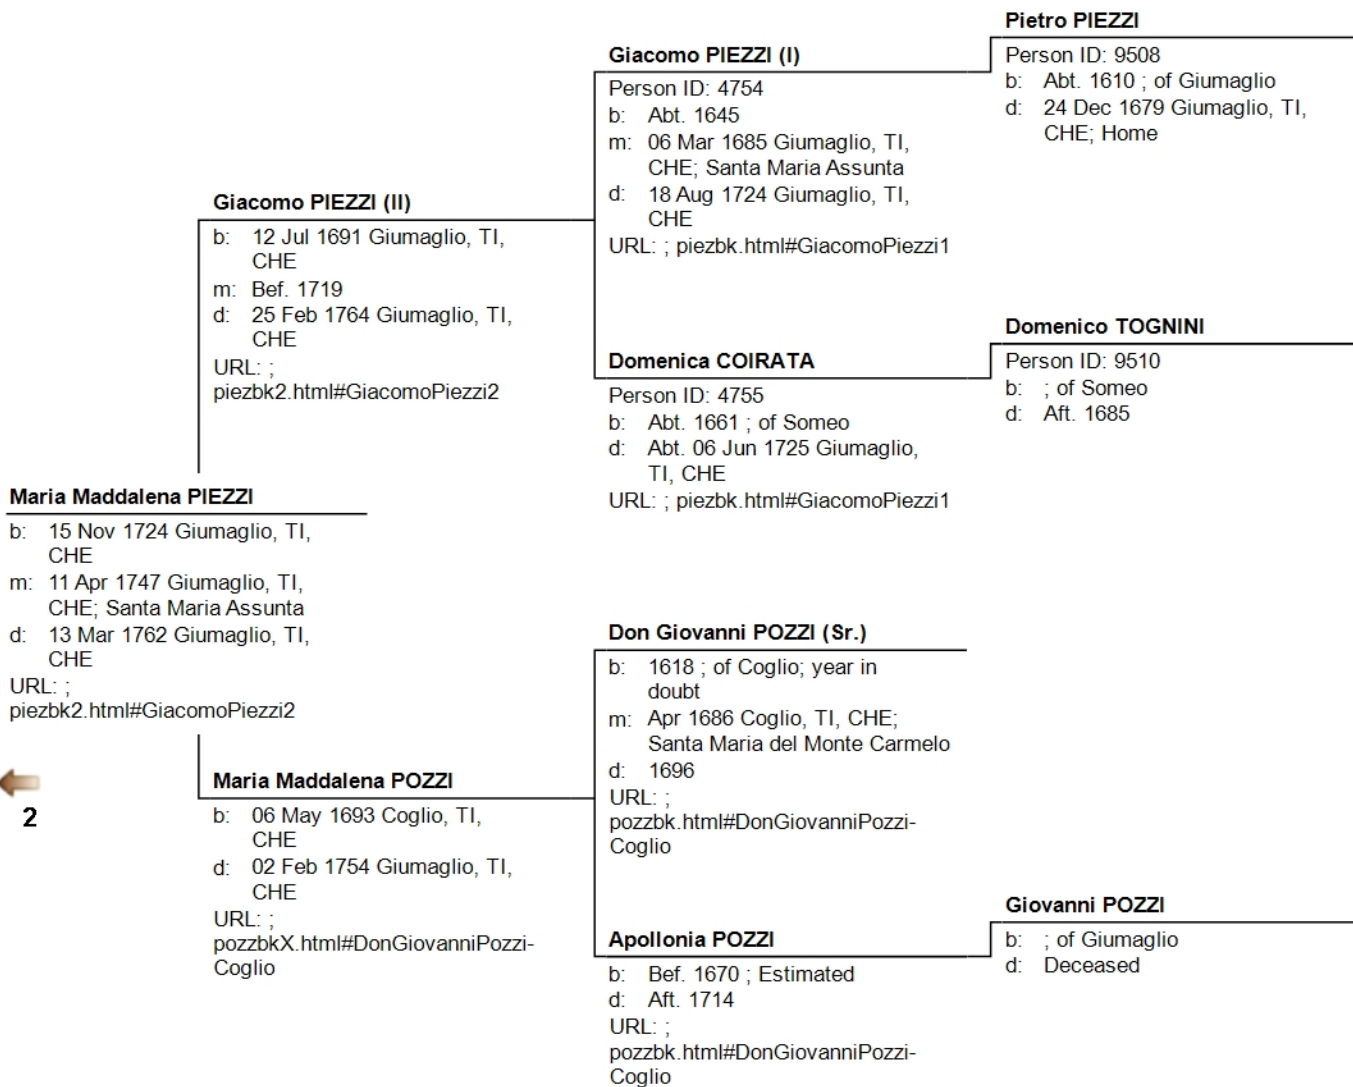 Pietro PIEZZI
Person ID: 9508
b: Abt. 1610 ; of Giumaglio
d: 24 Dec 1679 Giumaglio, TI,
CHE; Home
Giacomo PIEZZI (I)
Person ID: 4754
b: Abt. 1645
m: 06 Mar 1685 Giumaglio, TI,
CHE; Santa Maria Assunta
d: 18 Aug 1724 Giumaglio, TI,
CHE
URL: ; piezbk.html#GiacomoPiezzi1
Giacomo PIEZZI (II)
b: 12 Jul 1691 Giumaglio, TI,
CHE
m: Bef. 1719
d: 25 Feb 1764 Giumaglio, TI,
CHE
URL: ;
piezbk2.html#GiacomoPiezzi2
Domenico TOGNINI
Person ID: 9510
b: ; of Someo
d: Aft. 1685
Domenica COIRATA
Person ID: 4755
b: Abt. 1661 ; of Someo
d: Abt. 06 Jun 1725 Giumaglio,
TI, CHE
URL: ; piezbk.html#GiacomoPiezzi1
Maria Maddalena PIEZZI
b: 15 Nov 1724 Giumaglio, TI,
CHE
m: 11 Apr 1747 Giumaglio, TI,
CHE; Santa Maria Assunta
d: 13 Mar 1762 Giumaglio, TI,
CHE
URL: ;
piezbk2.html#GiacomoPiezzi2
2
Don Giovanni POZZI (Sr.)
b: 1618 ; of Coglio; year in
doubt
m: Apr 1686 Coglio, TI, CHE;
Santa Maria del Monte Carmelo
d: 1696
URL: ;
pozzbk.html#DonGiovanniPozzi-
Coglio
Maria Maddalena POZZI
b: 06 May 1693 Coglio, TI,
CHE
d: 02 Feb 1754 Giumaglio, TI,
CHE
URL: ;
pozzbkX.html#DonGiovanniPozzi-
Coglio
Giovanni POZZI
b: ; of Giumaglio
d: Deceased
Apollonia POZZI
b: Bef. 1670 ; Estimated
d: Aft. 1714
URL: ;
pozzbk.html#DonGiovanniPozzi-
Coglio